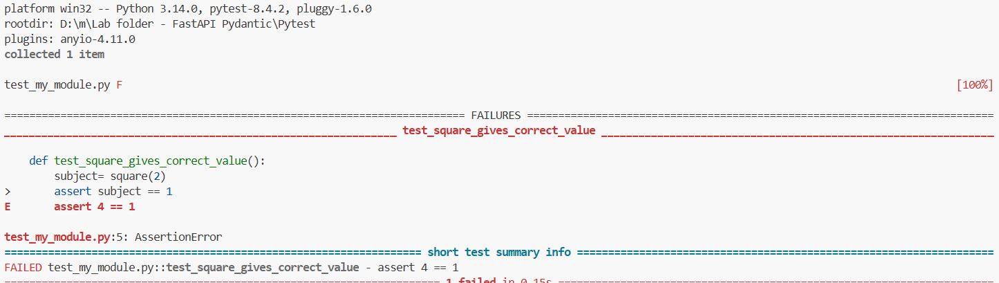 platform win32 -- Python 3.14.0, pytest-8.4.2, pluggy-1.6.0
rootdir: D:\m\Lab folder - FastAPI Pydantic\Pytest
plugins: anyio-4.11.0
collected 1 item
test_my_module.py F [100%]
========================================================================== FAILURES ===========================================================================
_______________________________________________________________ test_square_gives_correct_value _______________________________________________________________
    def test_square_gives_correct_value():
        subject= square(2)
>       assert subject == 1
E       assert 4 == 1
test_my_module.py:5: AssertionError
=================================================================== short test summary info ===================================================================
FAILED test_my_module.py::test_square_gives_correct_value - assert 4 == 1
====================================================================== 1 failed in 0.15s ======================================================================